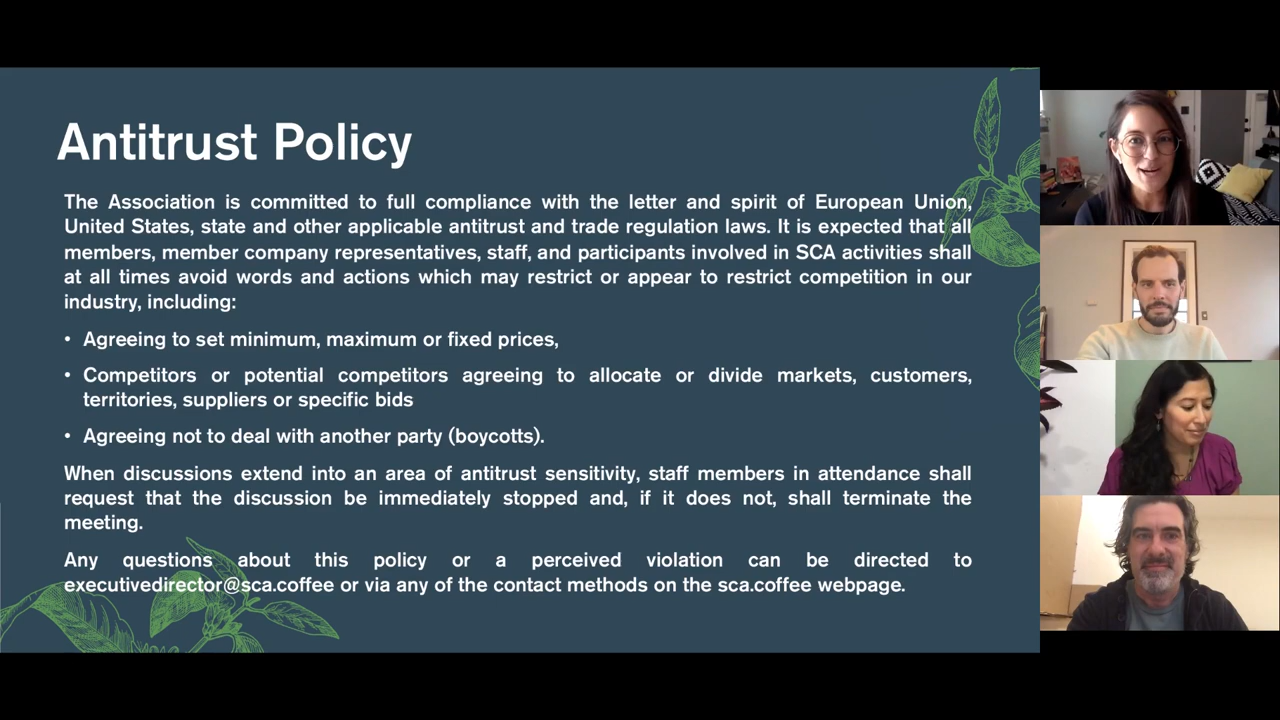 Antitrust Policy
The Association is committed to full compliance with the letter and spirit of European Union,
United States, state and other applicable antitrust and trade regulation laws. It is expected that all
members, member company representatives, staff, and participants involved in SCA activities shall
at all times avoid words and actions which may restrict or appear to restrict competition in our
industry, including:
• Agreeing to set minimum, maximum or fixed prices,
• Competitors or potential competitors agreeing to allocate or divide markets, customers,
territories, suppliers or specific bids
• Agreeing not to deal with another party (boycotts).
When discussions extend into an area of antitrust sensitivity, staff members in attendance shall
request that the discussion be immediately stopped and, if it does not, shall terminate the
meeting.
Any questions about this policy or a perceived violation can be directed to
executivedirector@sca.coffee or via any of the contact methods on the sca.coffee webpage.